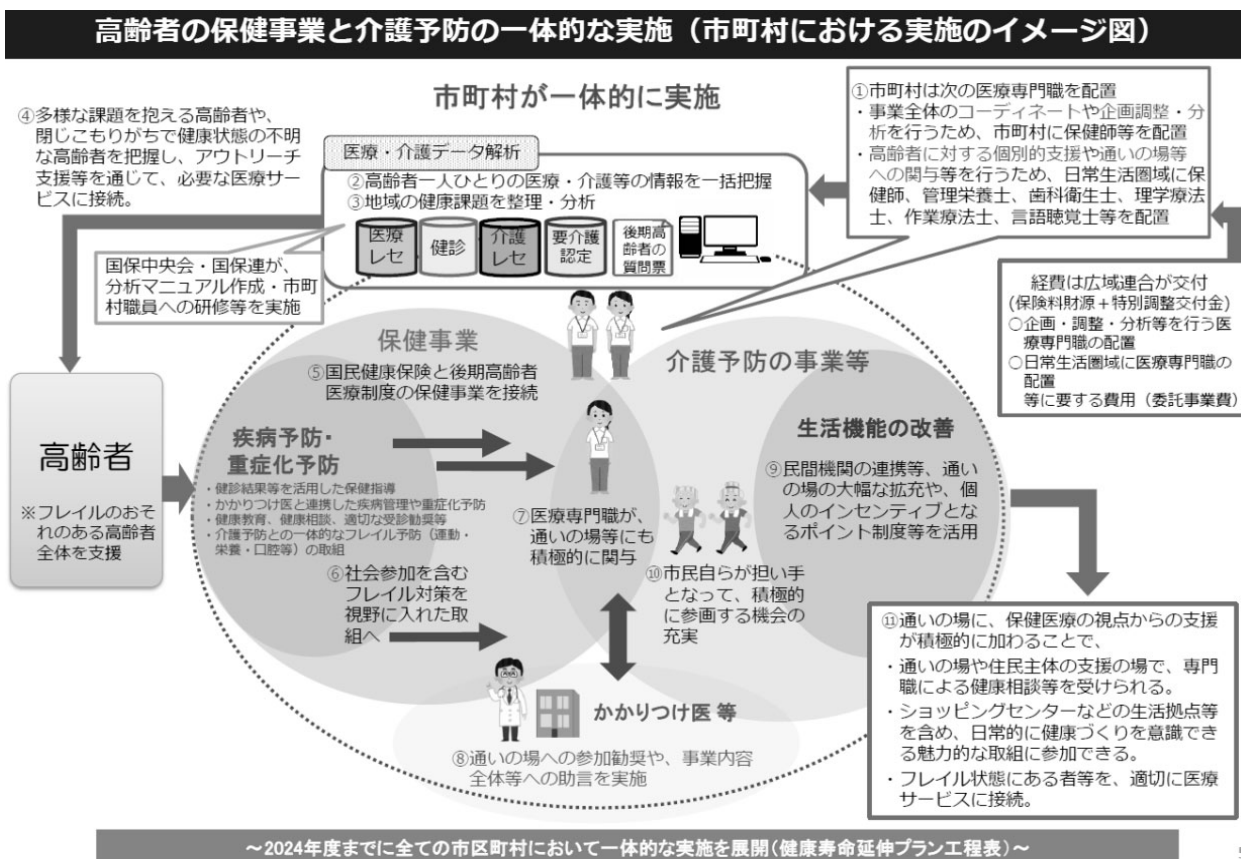 高齢者の保健事業と介護予防の一体的な実施（市町村における実施のイメージ図）
市町村が一体的に実施
①市町村は次の医療専門職を配置
・事業全体のコーディネートや企画調整・分
析を行うため、市町村に保健師等を配置
・高齢者に対する個別的支援や通いの場等
への関与等を行うため、日常生活圏域に保
健師、管理栄養士、歯科衛生士、理学療法
士、作業療法士、言語聴覚士等を配置
④多様な課題を抱える高齢者や、
閉じこもりがちで健康状態の不明
な高齢者を把握し、アウトリーチ
支援等を通じて、必要な医療サー
ビスに接続。
医療・介護データ解析
②高齢者一人ひとりの医療・介護等の情報を一括把握
③地域の健康課題を整理・分析
医療
レセ
健診
介護
レセ
要介護
認定
後期高
齢者の
質問票
国保中央会・国保連が、
分析マニュアル作成・市町
村職員への研修等を実施
経費は広域連合が交付
(保険料財源＋特別調整交付金)
○企画・調整・分析等を行う医
療専門職の配置
○日常生活圏域に医療専門職の
配置
等に要する費用（委託事業費）
保健事業
⑤国民健康保険と後期高齢者
医療制度の保健事業を接続
介護予防の事業等
高齢者
※フレイルのおそ
れのある高齢者
全体を支援
疾病予防・
重症化予防
・健診結果等を活用した保健指導
・かかりつけ医と連携した疾病管理や重症化予防
・健康教育、健康相談、適切な受診勧奨等
・介護予防との一体的なフレイル予防（運動・
栄養・口腔等）の取組
⑥社会参加を含む
フレイル対策を
視野に入れた取
組へ
⑦医療専門職が、
通いの場等にも
積極的に関与
生活機能の改善
⑨民間機関の連携等、通い
の場の大幅な拡充や、個
人のインセンティブとな
るポイント制度等を活用
⑩市民自らが担い手
となって、積極的
に参画する機会の
充実
かかりつけ医 等
⑧通いの場への参加勧奨や、事業内容
全体等への助言を実施
⑪通いの場に、保健医療の視点からの支援
が積極的に加わることで、
・通いの場や住民主体の支援の場で、専門
職による健康相談等を受けられる。
・ショッピングセンターなどの生活拠点等
を含め、日常的に健康づくりを意識でき
る魅力的な取組に参加できる。
・フレイル状態にある者等を、適切に医療
サービスに接続。
～2024年度までに全ての市区町村において一体的な実施を展開(健康寿命延伸プラン工程表)～